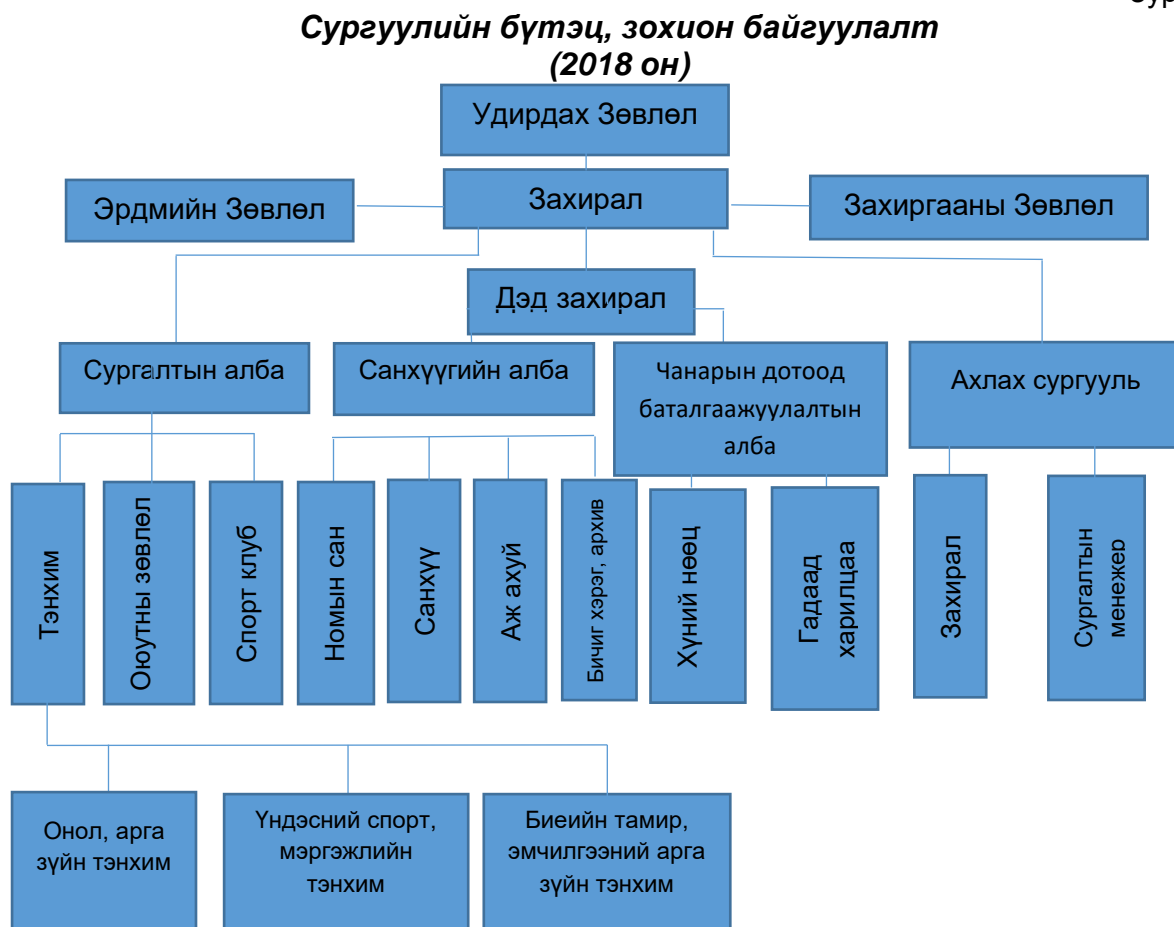 Сургуулийн бүтэц, зохион байгуулалт
(2018 он)
Удирдах Зөвлөл
Эрдмийн Зөвлөл
Захирал
Захиргааны Зөвлөл
Дэд захирал
Сургалтын алба
Санхүүгийн алба
Чанарын дотоод
баталгаажуулалтын
алба
Ахлах сургууль
Тэнхим
Оюутны зөвлөл
Спорт клуб
Номын сан
Санхүү
Аж ахуй
Бичиг хэрэг, архив
Хүний нөөц
Гадаад
харилцаа
Захирал
Сургалтын
менежер
Онол, арга
зүйн тэнхим
Үндэсний спорт,
мэргэжлийн
тэнхим
Биеийн тамир,
эмчилгээний арга
зүйн тэнхим